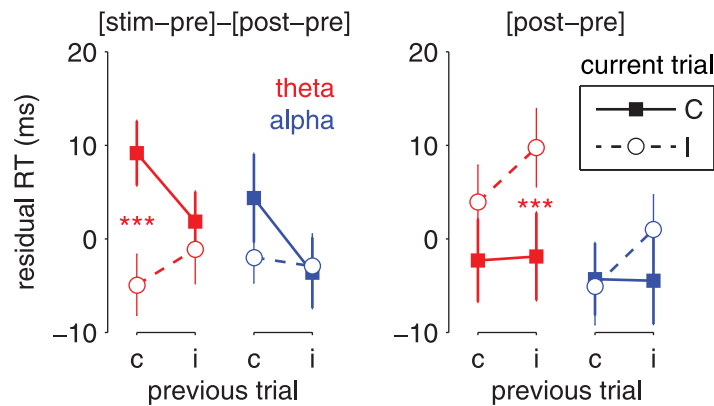 [stim−pre]−[post−pre]
20
10
0
−10
residual RT (ms)
theta
alpha
***
c
i
c
i
previous trial
[post−pre]
20
10
0
−10
current trial
C
I
***
c
i
c
i
previous trial